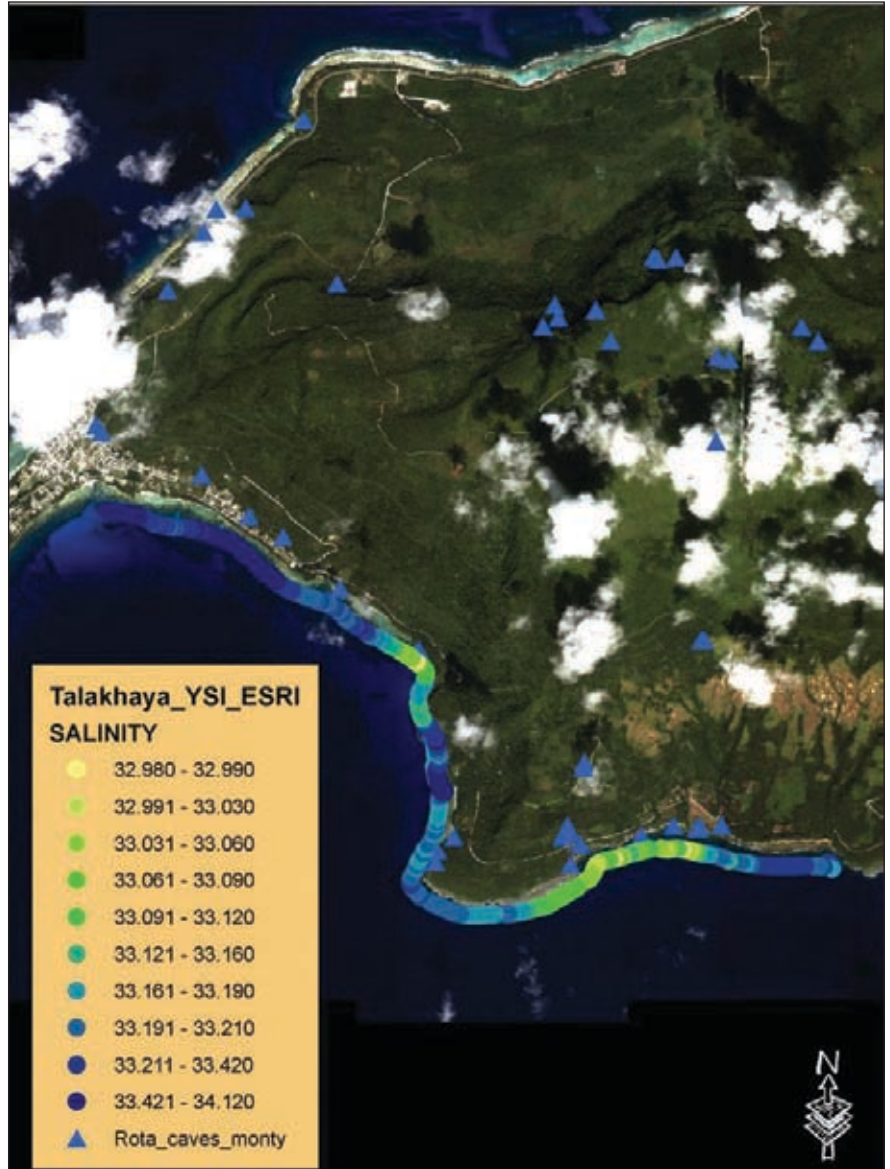 Talakhaya_YSI_ESRI
SALINITY
32.980 - 32.990
32.991 - 33.030
33.031 - 33.060
33.061 - 33.090
33.091 - 33.120
33.121 - 33.160
33.161 - 33.190
33.191 - 33.210
33.211 - 33.420
33.421 - 34.120
Rota_caves_monty
N